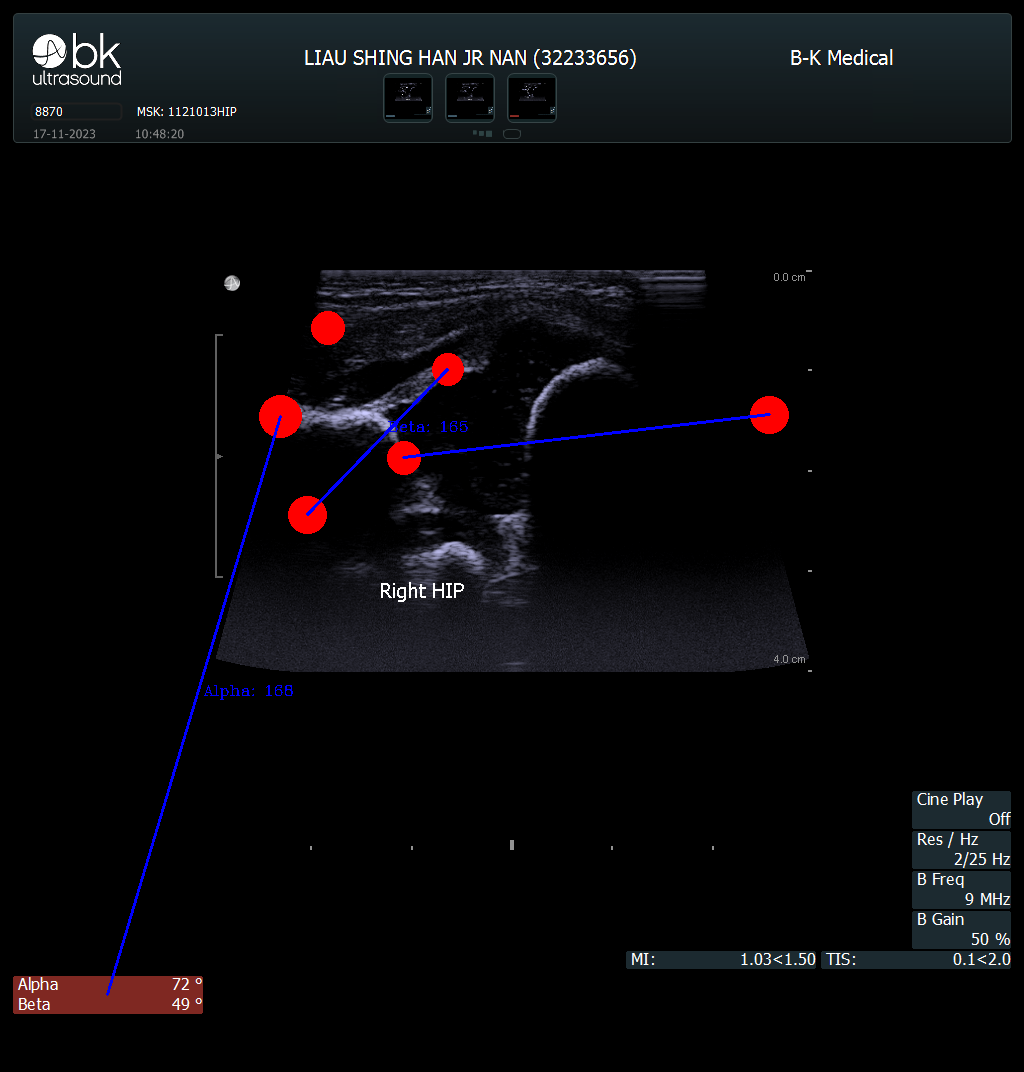 bk
ultrasound
LIAU SHING HAN JR NAN (32233656)
B-K Medical
8870
MSK: 1121013HIP
17-11-2023
10:48:20
0.0 cm
Beta: 166
Right HIP
4.0 cm
Alpha: 168
Cine Play
Off
Res / Hz
2/25 Hz
B Freq
9 MHz
B Gain
50 %
MI: 1.03<1.50
TIS: 0.1<2.0
Alpha 72 º
Beta 49 º